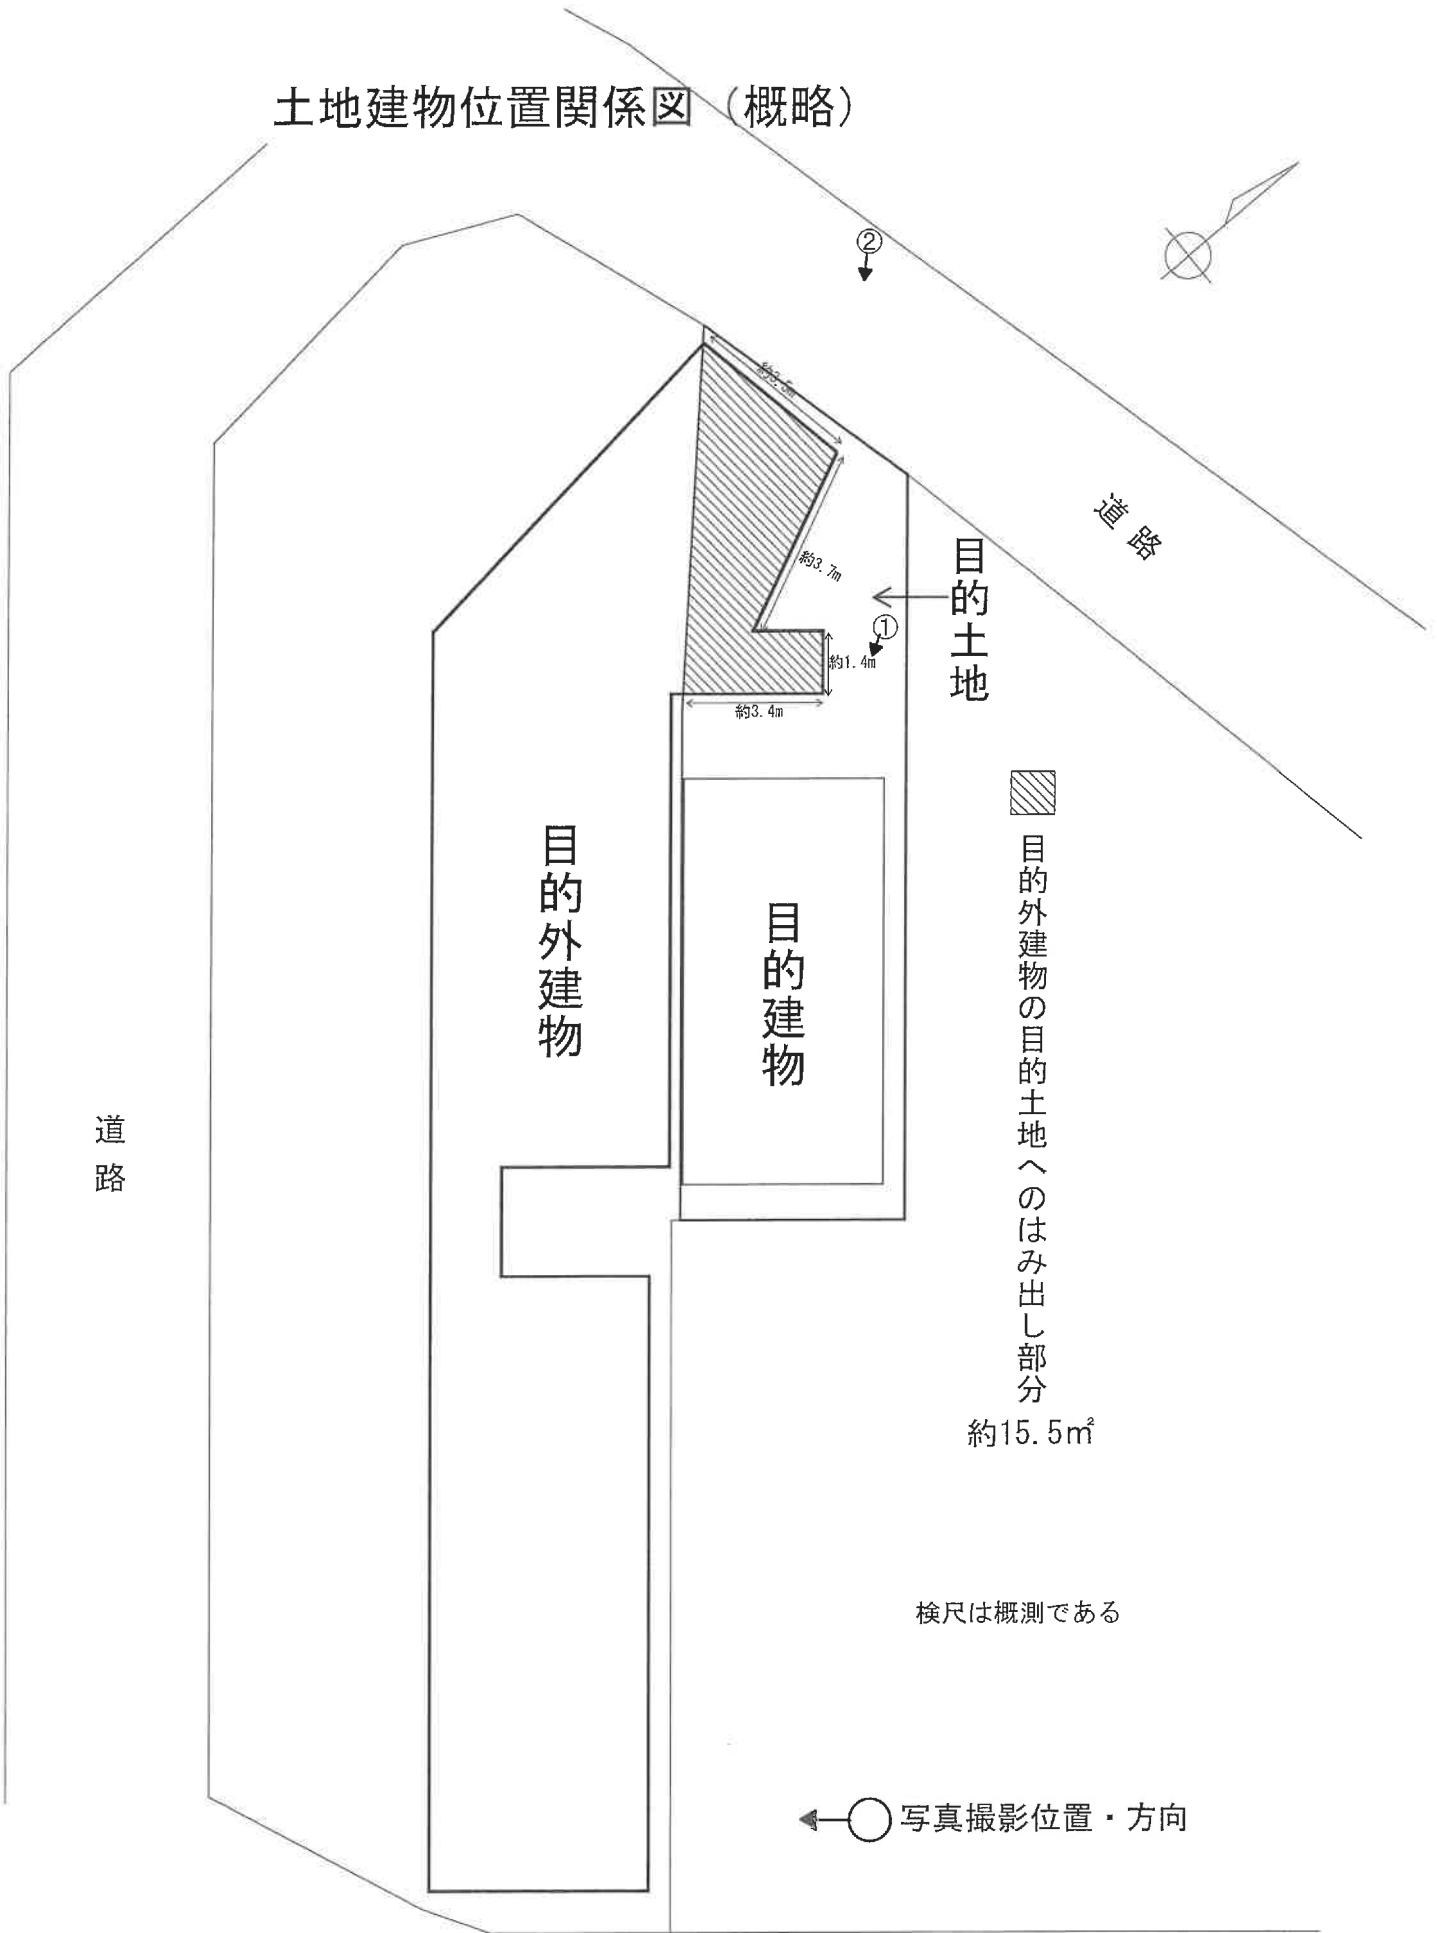 土地建物位置関係図（概略）
②
約3.5m
道路
約3.7m
目的土地
①
約1.4m
約3.4m
目的外建物
目的建物
目的外建物の目的土地へのはみ出し部分
約15.5㎡
道路
検尺は概測である
写真撮影位置・方向